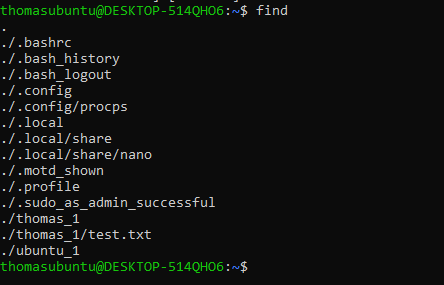 thomasubuntu@DESKTOP-514QHO6:~$ find
.
./.bashrc
./.bash_history
./.bash_logout
./.config
./.config/procps
./.local
./.local/share
./.local/share/nano
./.motd_shown
./.profile
./.sudo_as_admin_successful
./thomas_1
./thomas_1/test.txt
./ubuntu_1
thomasubuntu@DESKTOP-514QHO6:~$